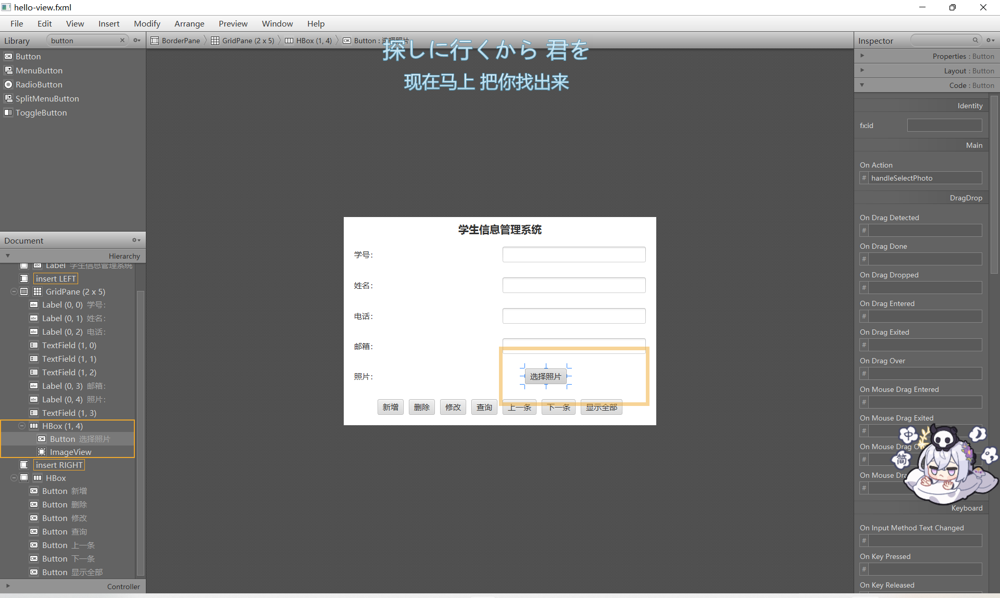 hello-view.fxml
File Edit View Insert Modify Arrange Preview Window Help
Library button
BorderPane GridPane (2 x 5) HBox (1, 4) Button : 选择照片
Inspector
Button
MenuButton
RadioButton
SplitMenuButton
ToggleButton
探しに行くから 君を
现在马上 把你找出来
Document
Hierarchy
Label 学生信息管理系统
insert LEFT
GridPane (2 x 5)
Label (0, 0) 学号：
Label (0, 1) 姓名：
Label (0, 2) 电话：
TextField (1, 0)
TextField (1, 1)
TextField (1, 2)
Label (0, 3) 邮箱：
Label (0, 4) 照片：
TextField (1, 3)
HBox (1, 4)
Button 选择照片
ImageView
insert RIGHT
HBox
Button 新增
Button 删除
Button 修改
Button 查询
Button 上一条
Button 下一条
Button 显示全部
Controller
学生信息管理系统
学号：
姓名：
电话：
邮箱：
照片： 选择照片
新增 删除 修改 查询 上一条 下一条 显示全部
Properties : Button
Layout : Button
Code : Button
Identity
fx:id
Main
On Action
# handleSelectPhoto
DragDrop
On Drag Detected
#
On Drag Done
#
On Drag Dropped
#
On Drag Entered
#
On Drag Exited
#
On Drag Over
#
On Mouse Drag Entered
#
On Mouse Drag Exited
#
中
On Mouse Drag
#
简
On Mouse
#
Keyboard
On Input Method Text Changed
#
On Key Pressed
#
On Key Released